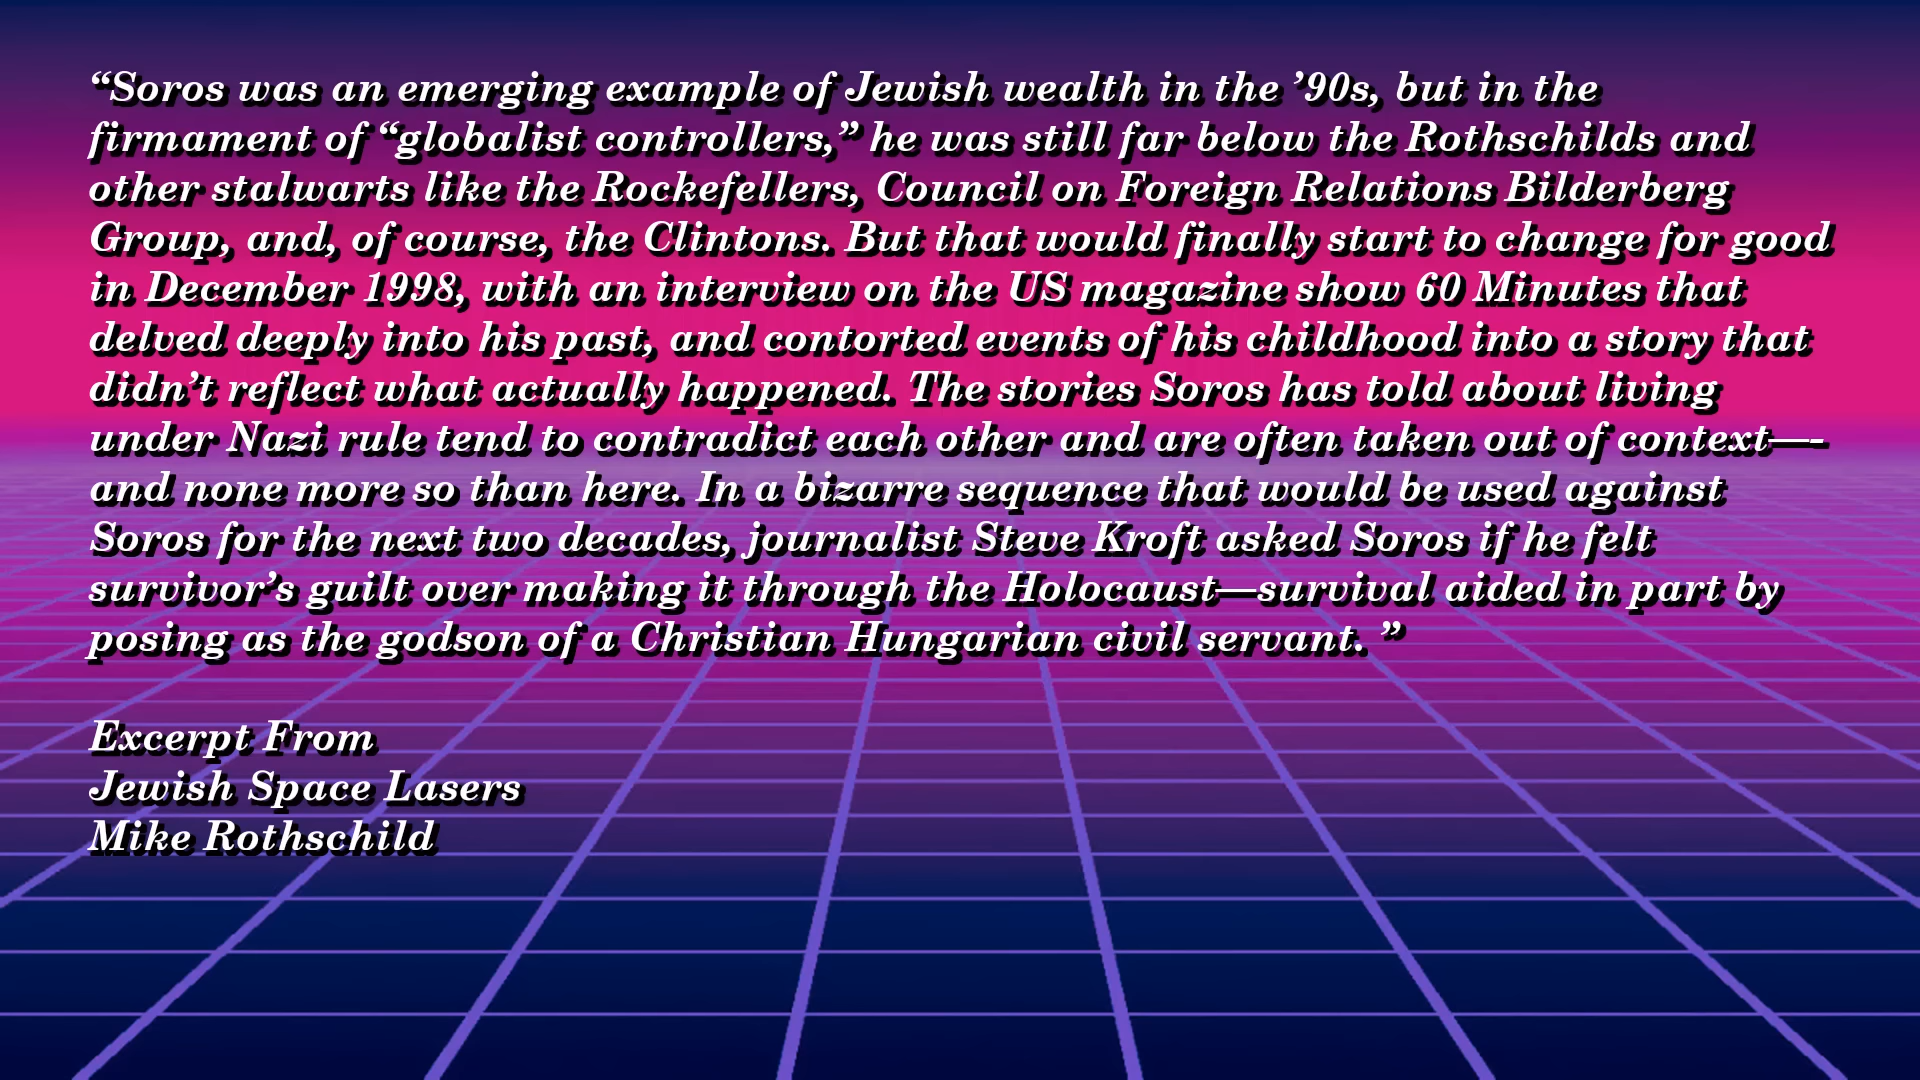 “Soros was an emerging example of Jewish wealth in the ’90s, but in the
firmament of “globalist controllers,” he was still far below the Rothschilds and
other stalwarts like the Rockefellers, Council on Foreign Relations Bilderberg
Group, and, of course, the Clintons. But that would finally start to change for good
in December 1998, with an interview on the US magazine show 60 Minutes that
delved deeply into his past, and contorted events of his childhood into a story that
didn’t reflect what actually happened. The stories Soros has told about living
under Nazi rule tend to contradict each other and are often taken out of context—-
and none more so than here. In a bizarre sequence that would be used against
Soros for the next two decades, journalist Steve Kroft asked Soros if he felt
survivor’s guilt over making it through the Holocaust—survival aided in part by
posing as the godson of a Christian Hungarian civil servant. ”
Excerpt From
Jewish Space Lasers
Mike Rothschild